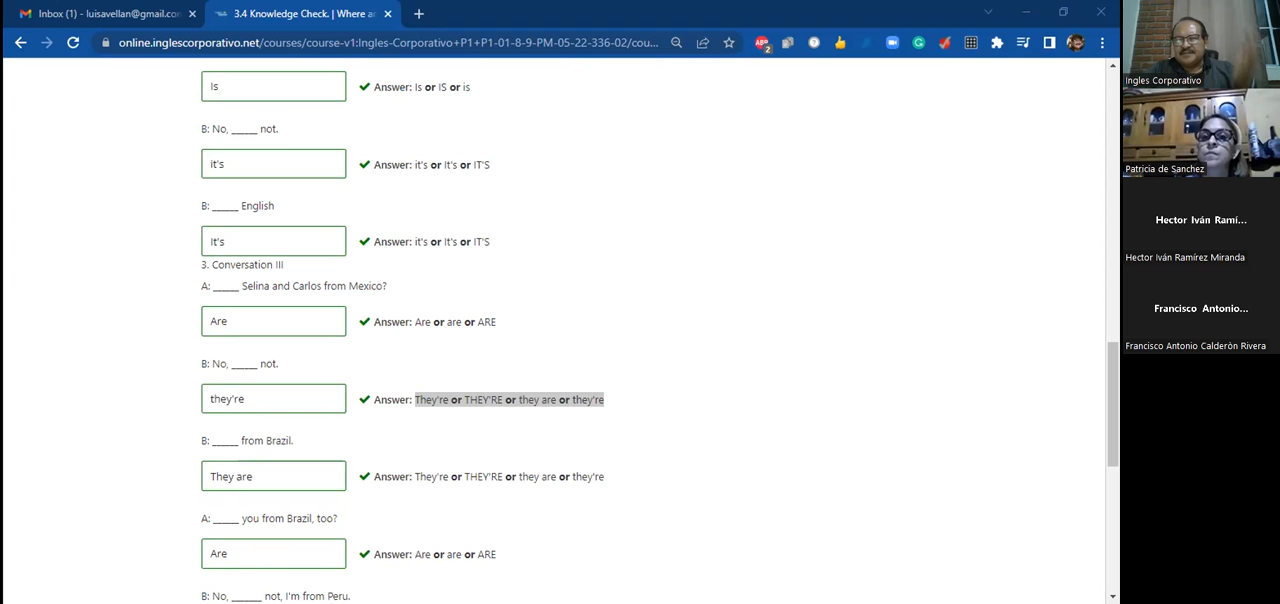 Inbox (1) - luisavellan@gmail.co
3.4 Knowledge Check. | Where a
online.inglescorporativo.net/courses/course-v1:Ingles-Corporativo+P1+P1-01-8-9-PM-05-22-336-02/cou...
Is
Answer: Is or IS or is
B: No, _____ not.
it's
Answer: it's or It's or IT'S
B: _____ English
It's
Answer: it's or It's or IT'S
3. Conversation III
A: _____ Selina and Carlos from Mexico?
Are
Answer: Are or are or ARE
B: No, _____ not.
they're
Answer: They're or THEY'RE or they are or they're
B: _____ from Brazil.
They are
Answer: They're or THEY'RE or they are or they're
A: _____ you from Brazil, too?
Are
Answer: Are or are or ARE
B: No, ______ not, I'm from Peru.
Ingles Corporativo
Patricia de Sanchez
Hector Iván Ramí...
Hector Iván Ramírez Miranda
Francisco Antonio...
Francisco Antonio Calderòn Rivera